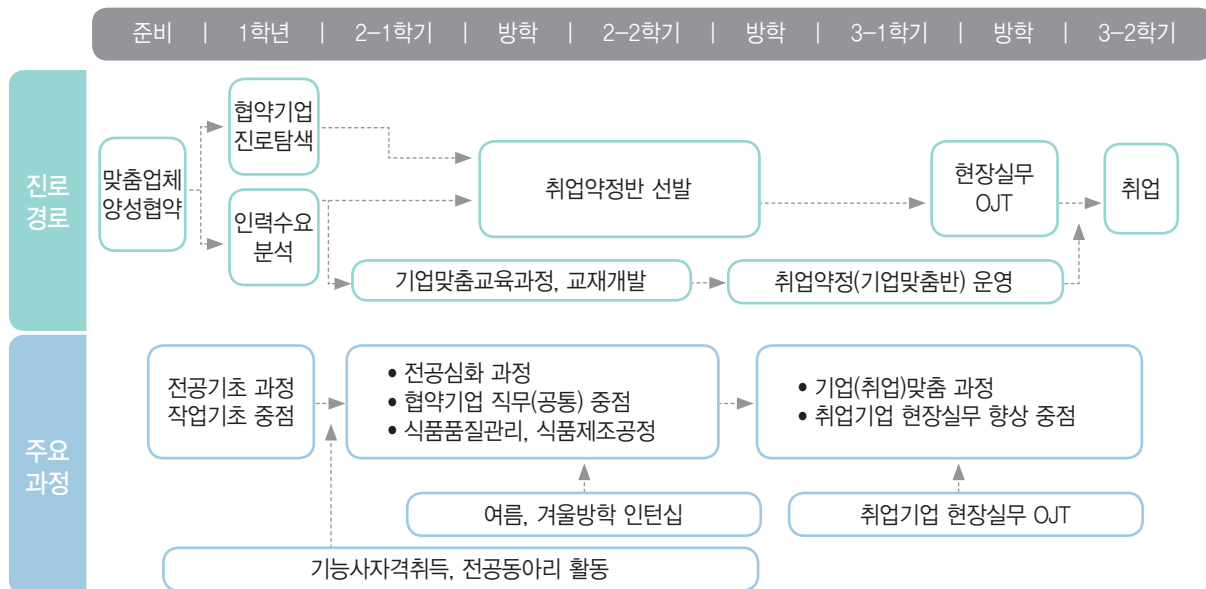 준비 | 1학년 | 2-1학기 | 방학 | 2-2학기 | 방학 | 3-1학기 | 방학 | 3-2학기
진로
경로
맞춤업체
양성협약
협약기업
진로탐색
인력수요
분석
취업약정반 선발
현장실무
OJT
취업
기업맞춤교육과정, 교재개발
취업약정(기업맞춤반) 운영
주요
과정
전공기초 과정
작업기초 중점
• 전공심화 과정
• 협약기업 직무(공통) 중점
• 식품품질관리, 식품제조공정
• 기업(취업)맞춤 과정
• 취업기업 현장실무 향상 중점
여름, 겨울방학 인턴십
취업기업 현장실무 OJT
기능사자격취득, 전공동아리 활동